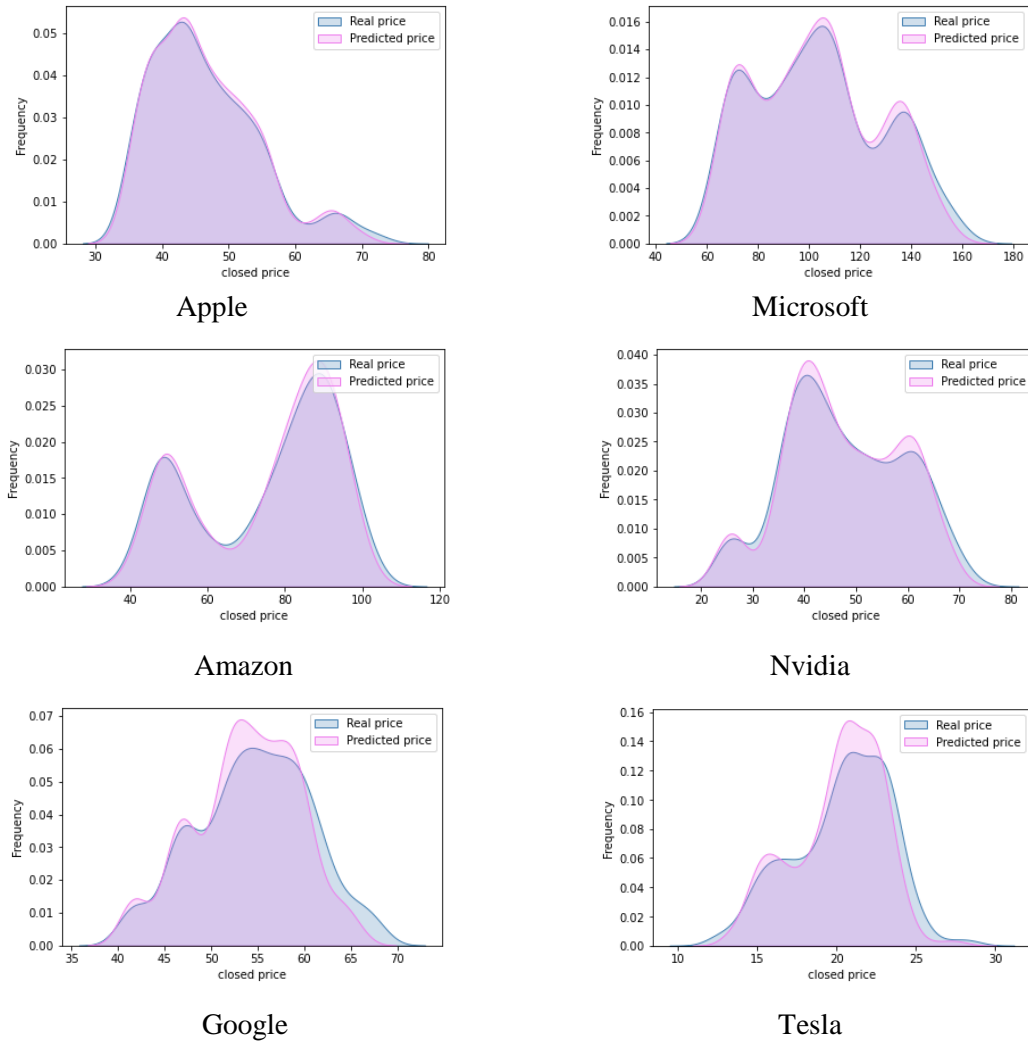 0.05
0.04
0.03
0.02
0.01
0.00
Frequency
Real price
Predicted price
30 40 50 60 70 80
closed price
Apple
0.016
0.014
0.012
0.010
0.008
0.006
0.004
0.002
0.000
Frequency
Real price
Predicted price
40 60 80 100 120 140 160 180
closed price
Microsoft
0.030
0.025
0.020
0.015
0.010
0.005
0.000
Frequency
Real price
Predicted price
40 60 80 100 120
closed price
Amazon
0.040
0.035
0.030
0.025
0.020
0.015
0.010
0.005
0.000
Frequency
Real price
Predicted price
20 30 40 50 60 70 80
closed price
Nvidia
0.07
0.06
0.05
0.04
0.03
0.02
0.01
0.00
Frequency
Real price
Predicted price
35 40 45 50 55 60 65 70
closed price
Google
0.16
0.14
0.12
0.10
0.08
0.06
0.04
0.02
0.00
Frequency
Real price
Predicted price
10 15 20 25 30
closed price
Tesla